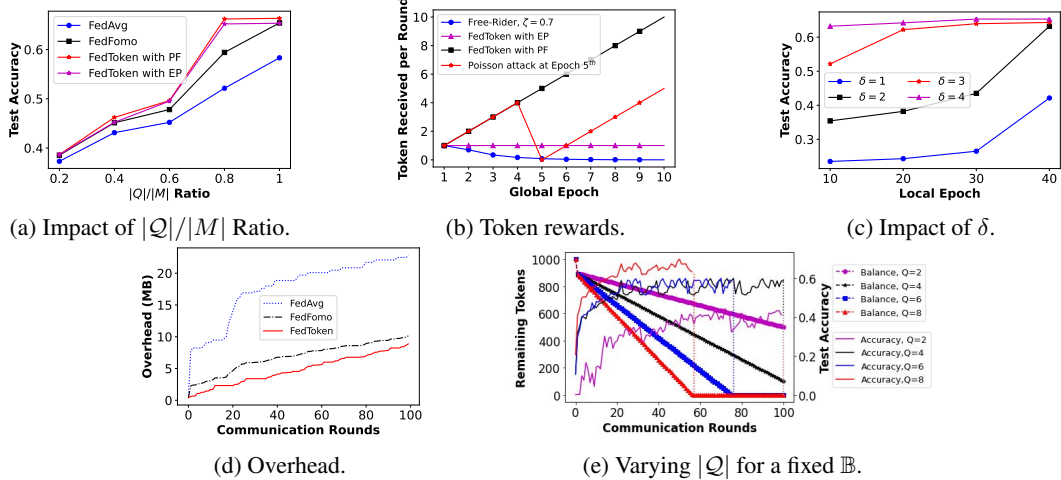 FedAvg
FedFomo
FedToken with PF
FedToken with EP
Test Accuracy
0.6
0.5
0.4
0.2 0.4 0.6 0.8 1
|Q|/|M| Ratio
(a) Impact of |Q|/|M| Ratio.
Free-Rider, ζ = 0.7
FedToken with EP
FedToken with PF
Poisson attack at Epoch 5th
Token Received per Round
10
8
6
4
2
0
1 2 3 4 5 6 7 8 9 10
Global Epoch
(b) Token rewards.
δ = 1 δ = 3
δ = 2 δ = 4
Test Accuracy
0.6
0.5
0.4
0.3
10 20 30 40
Local Epoch
(c) Impact of δ.
FedAvg
FedFomo
FedToken
Overhead (MB)
20
15
10
5
0
0 20 40 60 80 100
Communication Rounds
(d) Overhead.
Remaining Tokens
1000
800
600
400
200
0
0 20 40 60 80 100
Communication Rounds
0.6
0.4
0.2
0.0
Test Accuracy
Balance, Q=2
Balance, Q=4
Balance, Q=6
Balance, Q=8
Accuracy, Q=2
Accuracy,Q=4
Accuracy,Q=6
Accuracy,Q=8
(e) Varying |Q| for a fixed 𝔹.